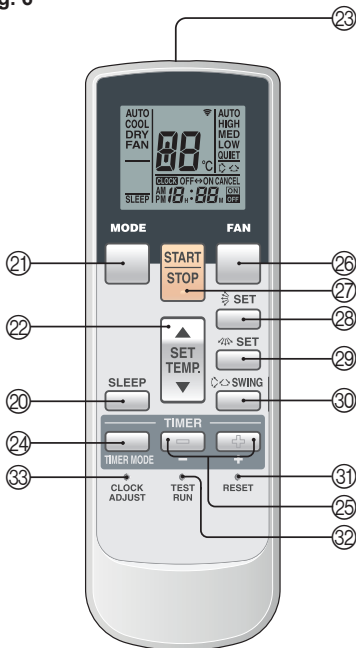 g. 6
㉓
AUTO
COOL
DRY
FAN
SLEEP
88 °C
AUTO
HIGH
MED
LOW
QUIET
CLOCK OFF↔ON CANCEL
AM
PM 18 H :88 M ON
OFF
MODE
FAN
㉑
START
STOP
㉖
㉗
SET
㉘
㉒
SET
TEMP.
SET
㉙
SLEEP
SWING
㉚
⑳
TIMER
㉔
TIMER MODE
−
+
㉝
CLOCK
ADJUST
TEST
RUN
RESET
㉛
㉕
㉜